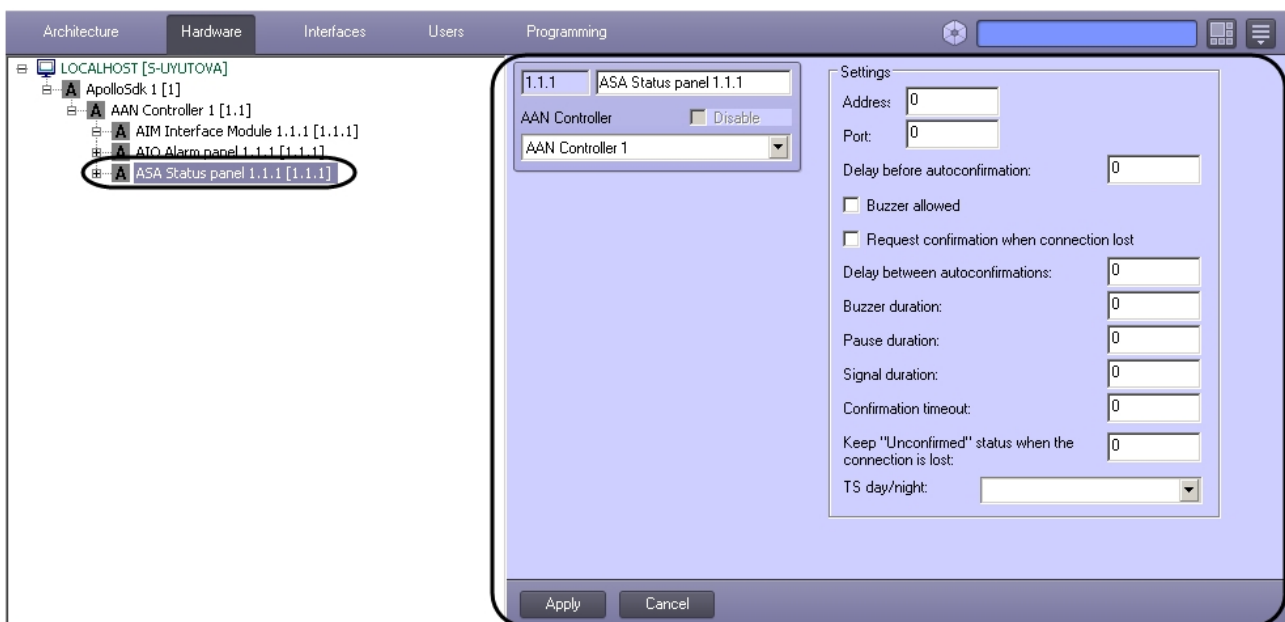 Architecture Hardware Interfaces Users Programming
LOCALHOST [S-UYUTOVA]
ApolloSdk 1 [1]
AAN Controller 1 [1.1]
AIM Interface Module 1.1.1 [1.1.1]
AIO Alarm panel 1.1.1 [1.1.1]
ASA Status panel 1.1.1 [1.1.1]
1.1.1 ASA Status panel 1.1.1
AAN Controller Disable
AAN Controller 1
Settings
Address: 0
Port: 0
Delay before autoconfirmation: 0
Buzzer allowed
Request confirmation when connection lost
Delay between autoconfirmations: 0
Buzzer duration: 0
Pause duration: 0
Signal duration: 0
Confirmation timeout: 0
Keep "Unconfirmed" status when the 0
connection is lost:
TS day/night:
Apply Cancel